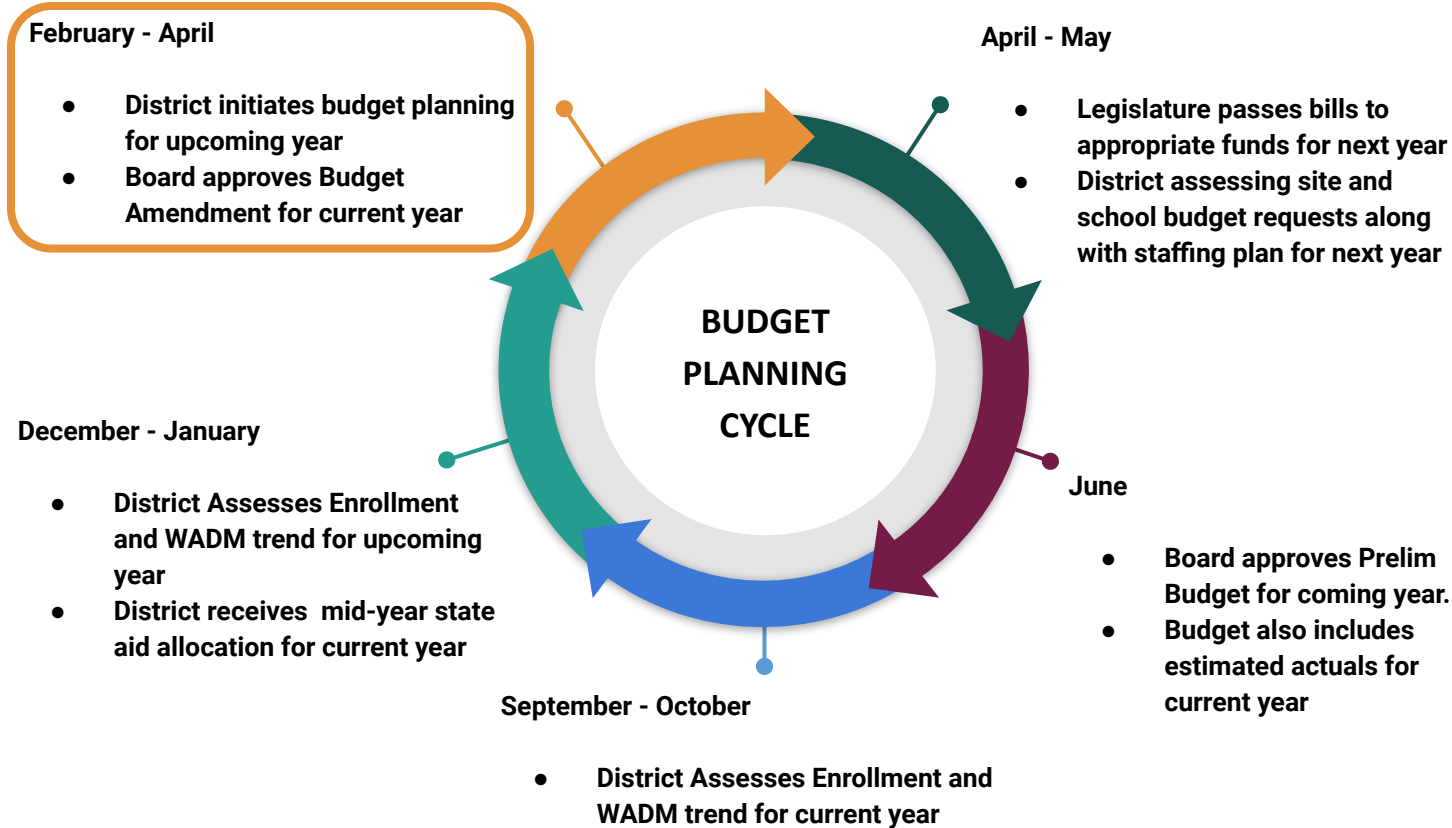 February - April
● District initiates budget planning
for upcoming year
● Board approves Budget
Amendment for current year
April - May
● Legislature passes bills to
appropriate funds for next year
● District assessing site and
school budget requests along
with staffing plan for next year
BUDGET
PLANNING
CYCLE
June
● Board approves Prelim
Budget for coming year.
● Budget also includes
estimated actuals for
current year
September - October
● District Assesses Enrollment and
WADM trend for current year
December - January
● District Assesses Enrollment
and WADM trend for upcoming
year
● District receives  mid-year state
aid allocation for current year